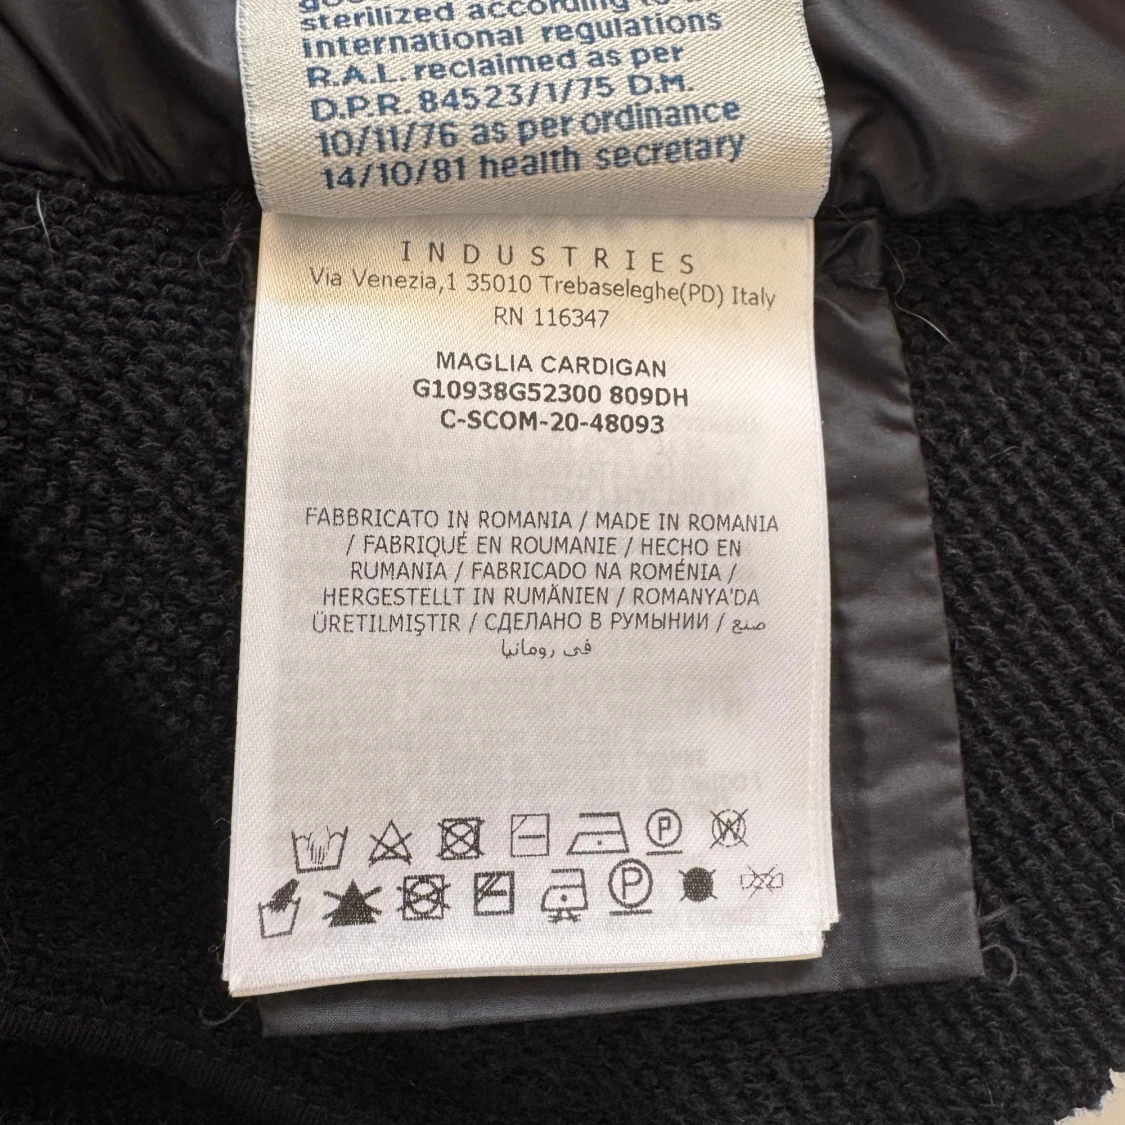 sterilized according to
international regulations
R.A.L. reclaimed as per
D.P.R. 84523/1/75 D.M.
10/11/76 as per ordinance
14/10/81 health secretary
INDUSTRIES
Via Venezia,1 35010 Trebaseleghe(PD) Italy
RN 116347
MAGLIA CARDIGAN
G10938G52300 809DH
C-SCOM-20-48093
FABBRICATO IN ROMANIA / MADE IN ROMANIA
/ FABRIQUÉ EN ROUMANIE / HECHO EN
RUMANIA / FABRICADO NA ROMÉNIA /
HERGESTELLT IN RUMÄNIEN / ROMANYA'DA
ÜRETILMIŞTIR / СДЕЛАНО В РУМЫНИИ / صنع
في رومانيا
P W
P